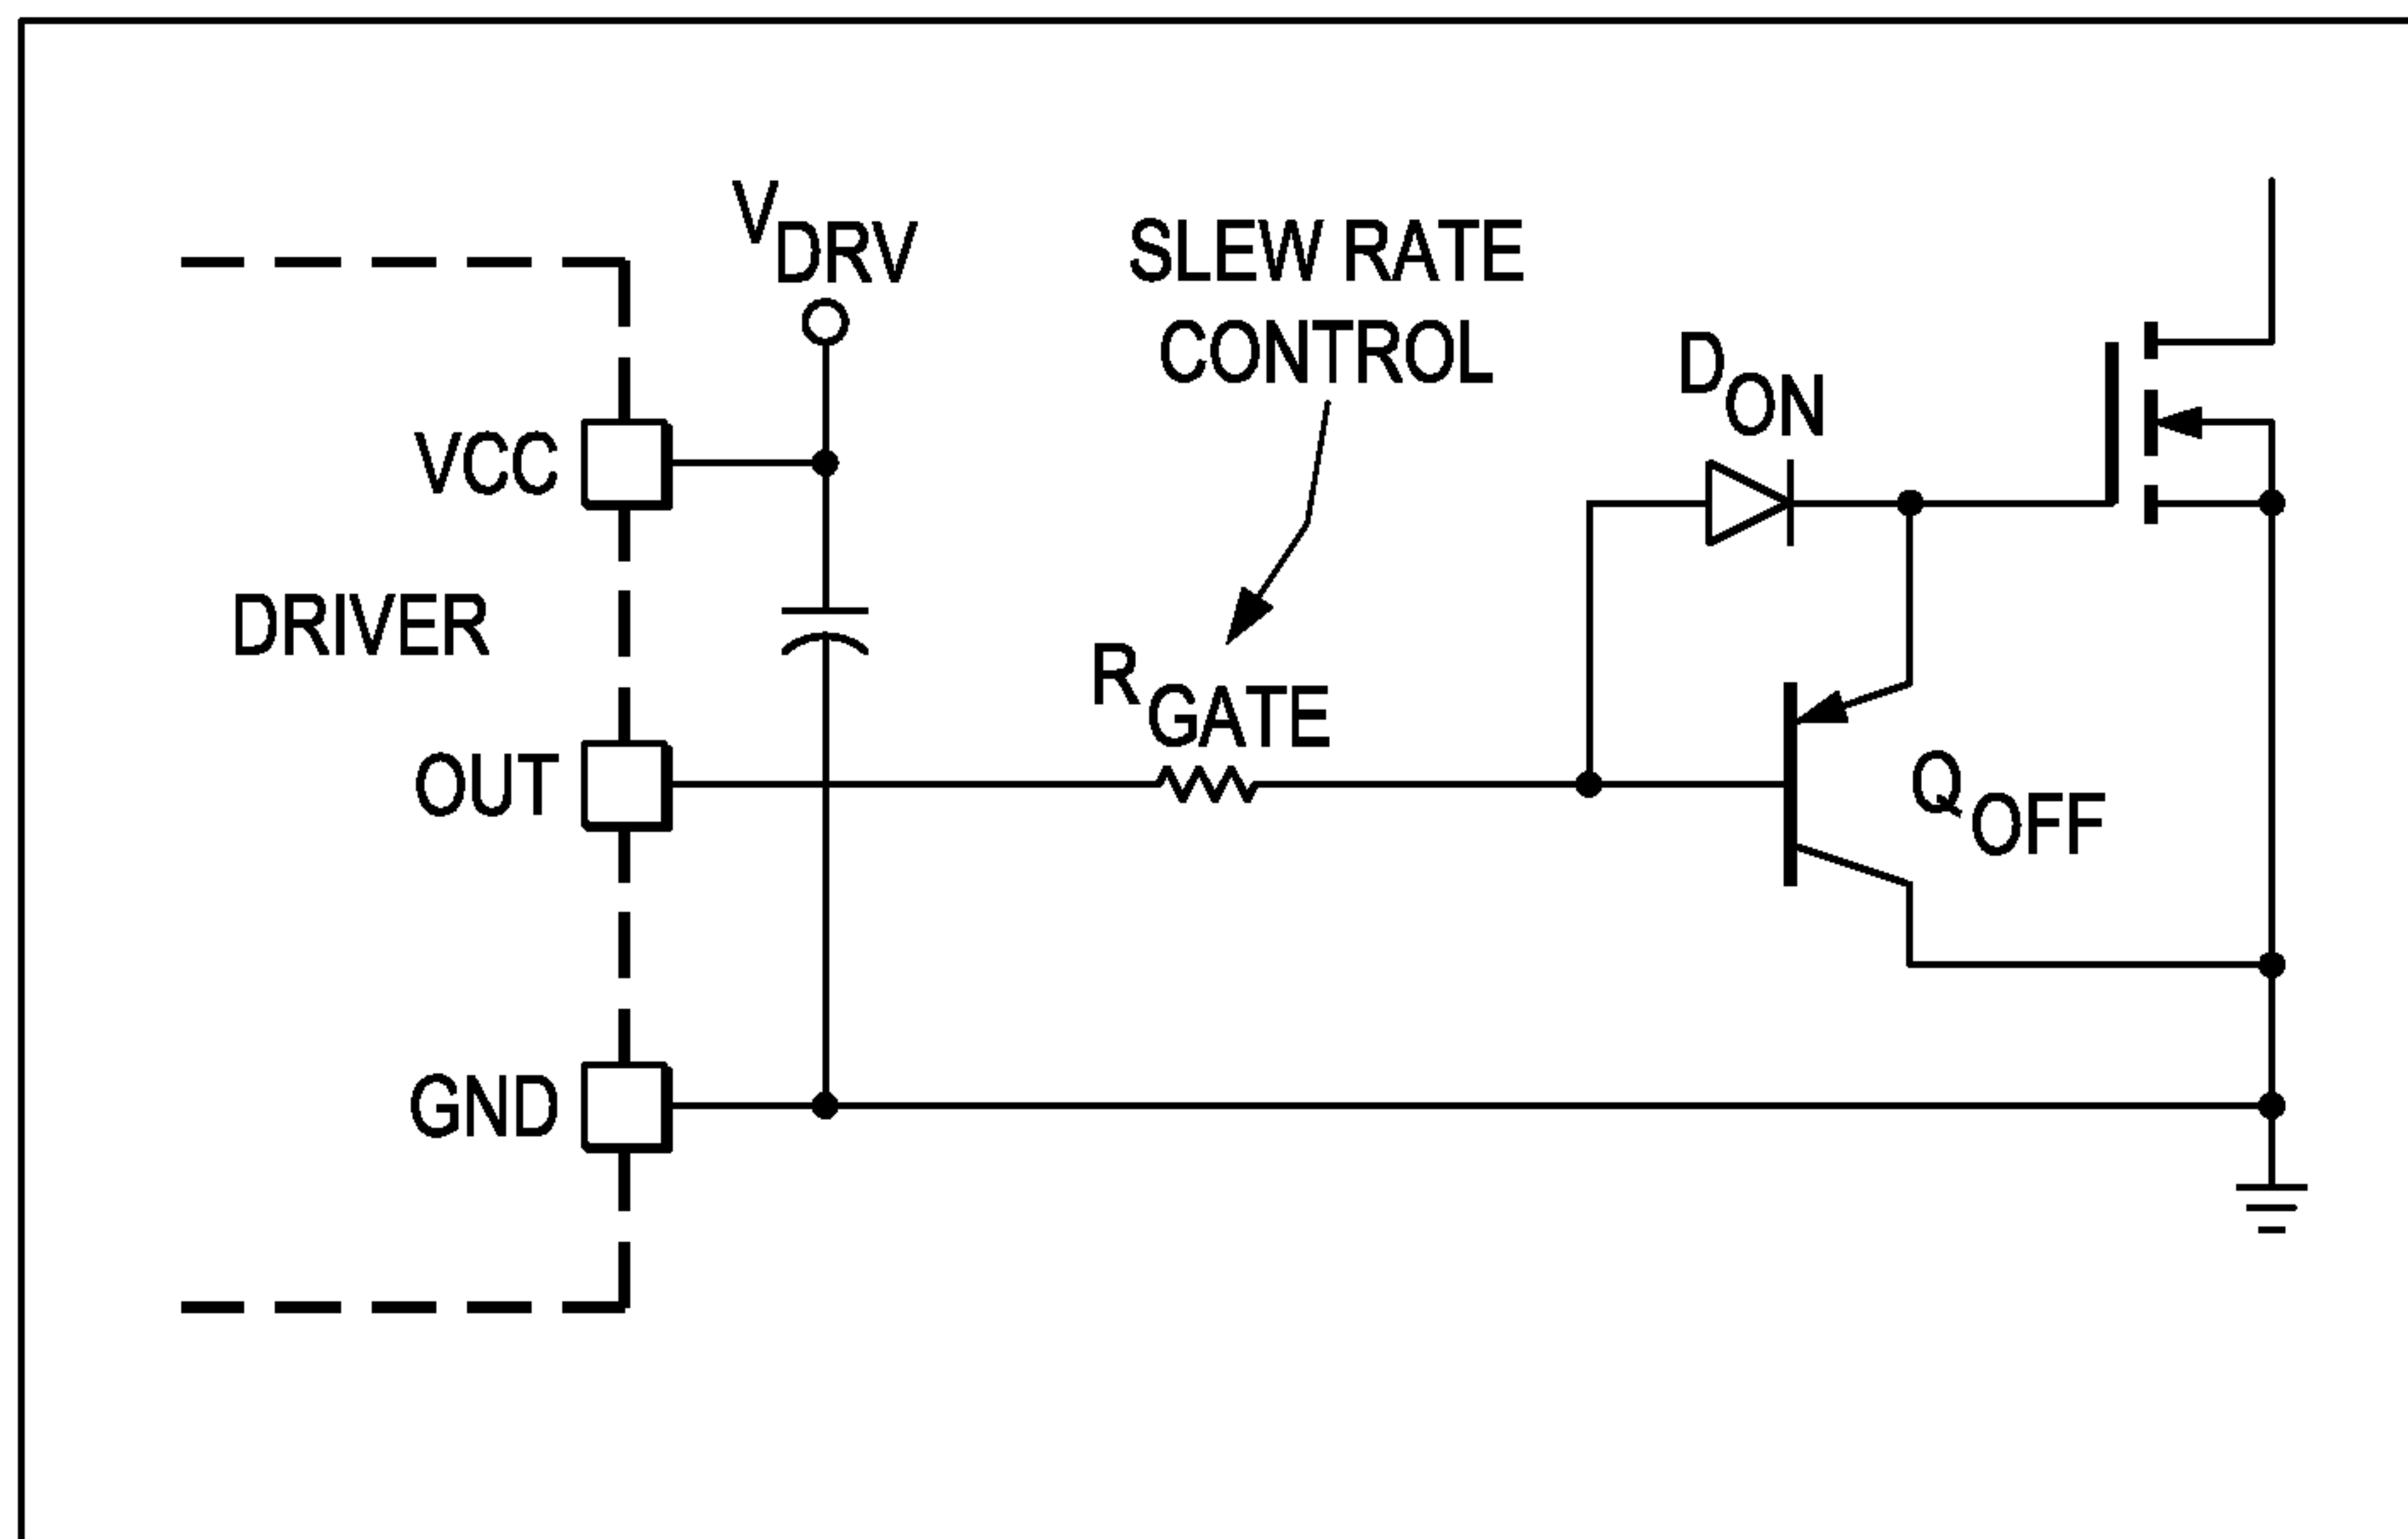 VDRV
SLEW RATE
CONTROL
DON
VCC
DRIVER
RGATE
OUT
QOFF
GND